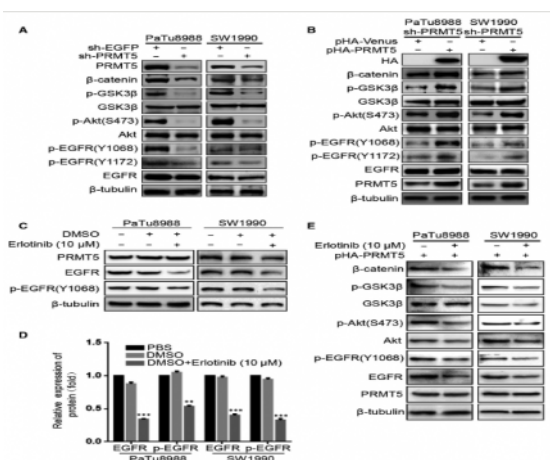 A
PaTu8988 SW1990
sh-EGFP + − + −
sh-PRMT5 − + − +
PRMT5
β-catenin
p-GSK3β
GSK3β
p-Akt(S473)
Akt
p-EGFR(Y1068)
p-EGFR(Y1172)
EGFR
β-tubulin
B
PaTu8988 SW1990
sh-PRMT5 sh-PRMT5
pHA-Venus + − + −
pHA-PRMT5 − + − +
HA
β-catenin
p-GSK3β
GSK3β
p-Akt(S473)
Akt
p-EGFR(Y1068)
p-EGFR(Y1172)
EGFR
PRMT5
β-tubulin
C
PaTu8988 SW1990
DMSO − + + − + +
Erlotinib (10 μM) − − + − − +
PRMT5
EGFR
p-EGFR(Y1068)
β-tubulin
D
PBS
DMSO
DMSO+Erlotinib (10 μM)
Relative expression of
protein (fold)
1.5
1.0
0.5
0.0
*** ** *** ***
EGFR p-EGFR EGFR p-EGFR
PaTu8988 SW1990
E
PaTu8988 SW1990
Erlotinib (10 μM) − + − +
pHA-PRMT5 + + + +
β-catenin
p-GSK3β
GSK3β
p-Akt(S473)
Akt
p-EGFR(Y1068)
EGFR
PRMT5
β-tubulin